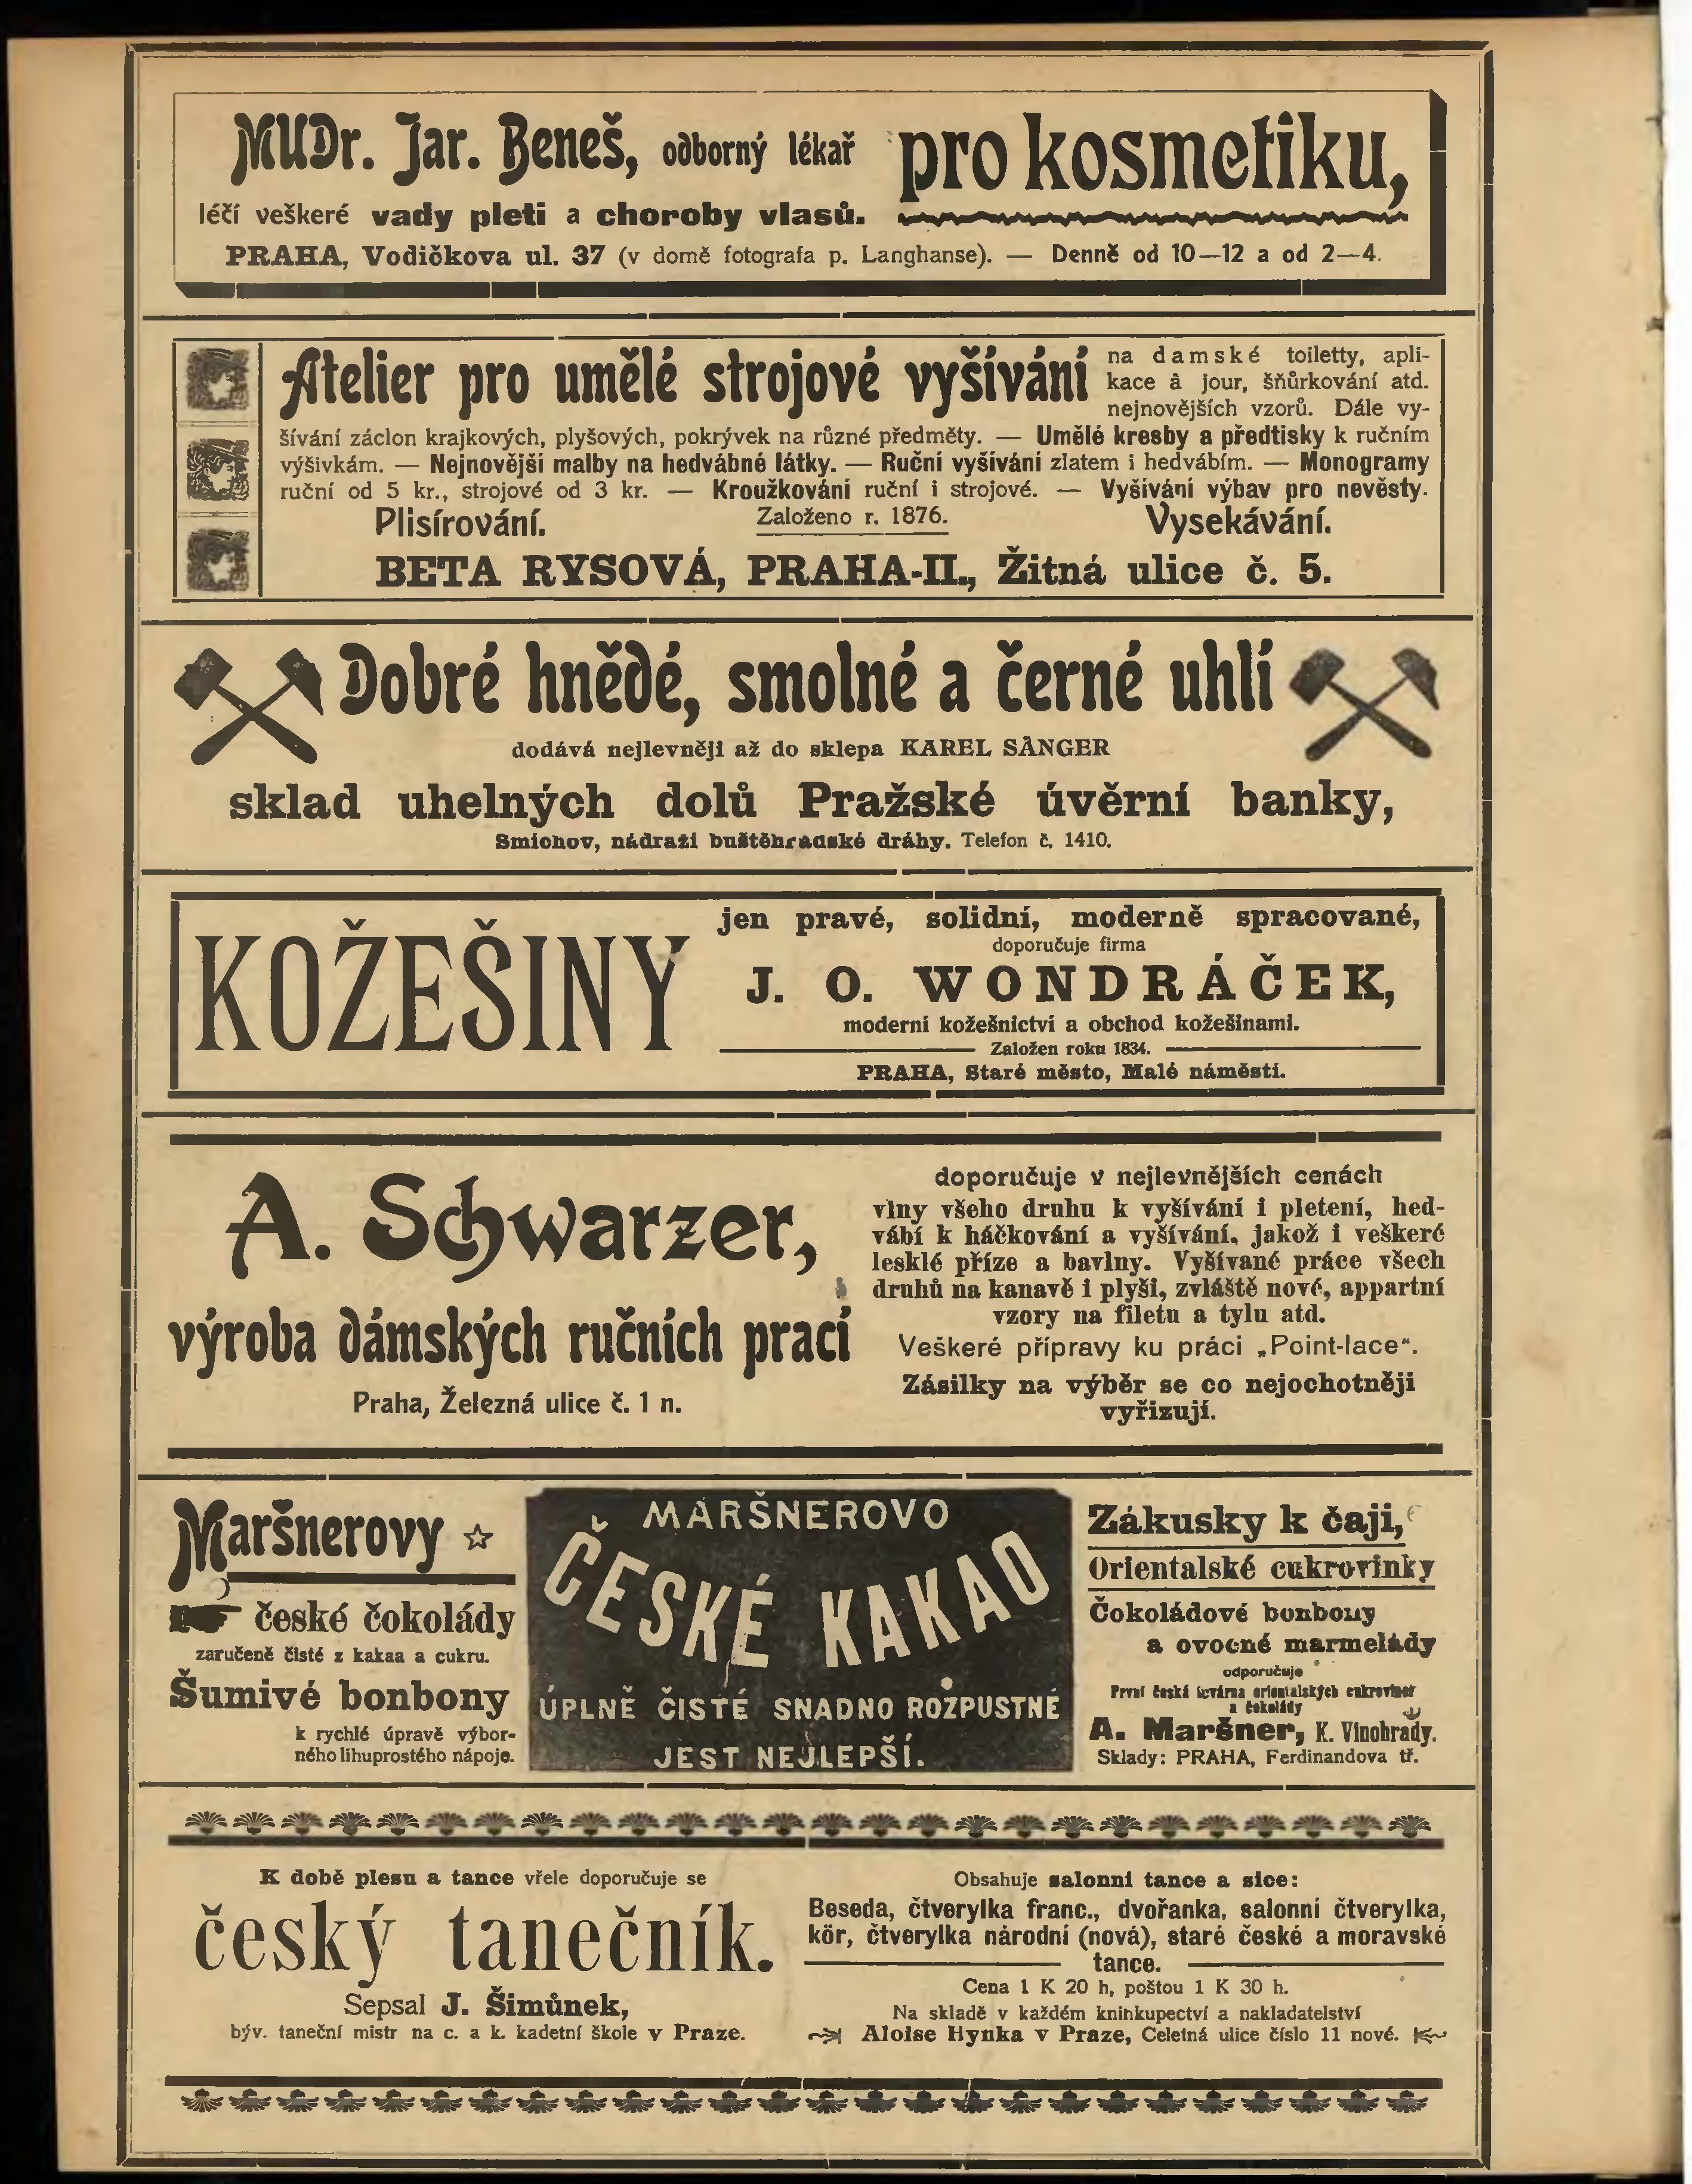 MUDr. Jar. Beneš, odborný lékař pro kosmetiku,
léčí veškeré vady pleti a choroby vlasů.
PRAHA, Vodičkova ul. 37 (v domě fotografa p. Langhanse). — Denně od 10—12 a od 2—4.
Atelier pro umělé strojové vyšívání
na damské toiletty, apli-
kace à jour, šňůrkování atd.
nejnovějších vzorů. Dále vy-
šívání záclon krajkových, plyšových, pokrývek na různé předměty. — Umělé kresby a předtisky k ručním
výšivkám. — Nejnovější malby na hedvábné látky. — Ruční vyšívání zlatem i hedvábím. — Monogramy
ruční od 5 kr., strojové od 3 kr. — Kroužkování ruční i strojové. — Vyšívání výbav pro nevěsty.
Plisírování. Založeno r. 1876. Vysekávání.
BETA RYSOVÁ, PRAHA-II., Žitná ulice č. 5.
Dobré hnědé, smolné a černé uhlí
dodává nejlevněji až do sklepa KAREL SÄNGER
sklad uhelných dolů Pražské úvěrní banky,
Smíchov, nádraží buštěhradské dráhy. Telefon č. 1410.
KOŽEŠINY
jen pravé, solidní, moderně spracované,
doporučuje firma
J. O. WONDRÁČEK,
moderní kožešnictví a obchod kožešinami.
Založen roku 1834.
PRAHA, Staré město, Malé náměstí.
A. Schwarzer,
výroba dámských ručních prací
Praha, Železná ulice č. 1 n.
doporučuje v nejlevnějších cenách
vlny všeho druhu k vyšívání i pletení, hed-
vábí k háčkování a vyšívání, jakož i veškeré
lesklé příze a bavlny. Vyšívané práce všech
druhů na kanavě i plyši, zvláště nové, appartní
vzory na filetu a tylu atd.
Veškeré přípravy ku práci „Point-lace“.
Zásilky na výběr se co nejochotněji
vyřizují.
Maršnerovy
české čokolády
zaručeně čisté z kakaa a cukru.
Šumivé bonbony
k rychlé úpravě výbor-
ného lihuprostého nápoje.
MARŠNEROVO
ČESKÉ KAKAO
ÚPLNĚ ČISTÉ SNADNO ROZPUSTNÉ
JEST NEJLEPŠÍ.
Zákusky k čaji,
Orientalské cukrovinky
Čokoládové bonbony
a ovocné marmelády
odporučuje
První česká továrna orientalských cukrovinek
a čokolády
A. Maršner, K. Vinohrady.
Sklady: PRAHA, Ferdinandova tř.
K době plesu a tance vřele doporučuje se
český tanečník.
Sepsal J. Šimůnek,
býv. taneční mistr na c. a k. kadetní škole v Praze.
Obsahuje salonní tance a sice:
Beseda, čtverylka franc., dvořanka, salonní čtverylka,
kör, čtverylka národní (nová), staré české a moravské
tance.
Cena 1 K 20 h, poštou 1 K 30 h.
Na skladě v každém knihkupectví a nakladatelství
Aloise Hynka v Praze, Celetná ulice číslo 11 nové.